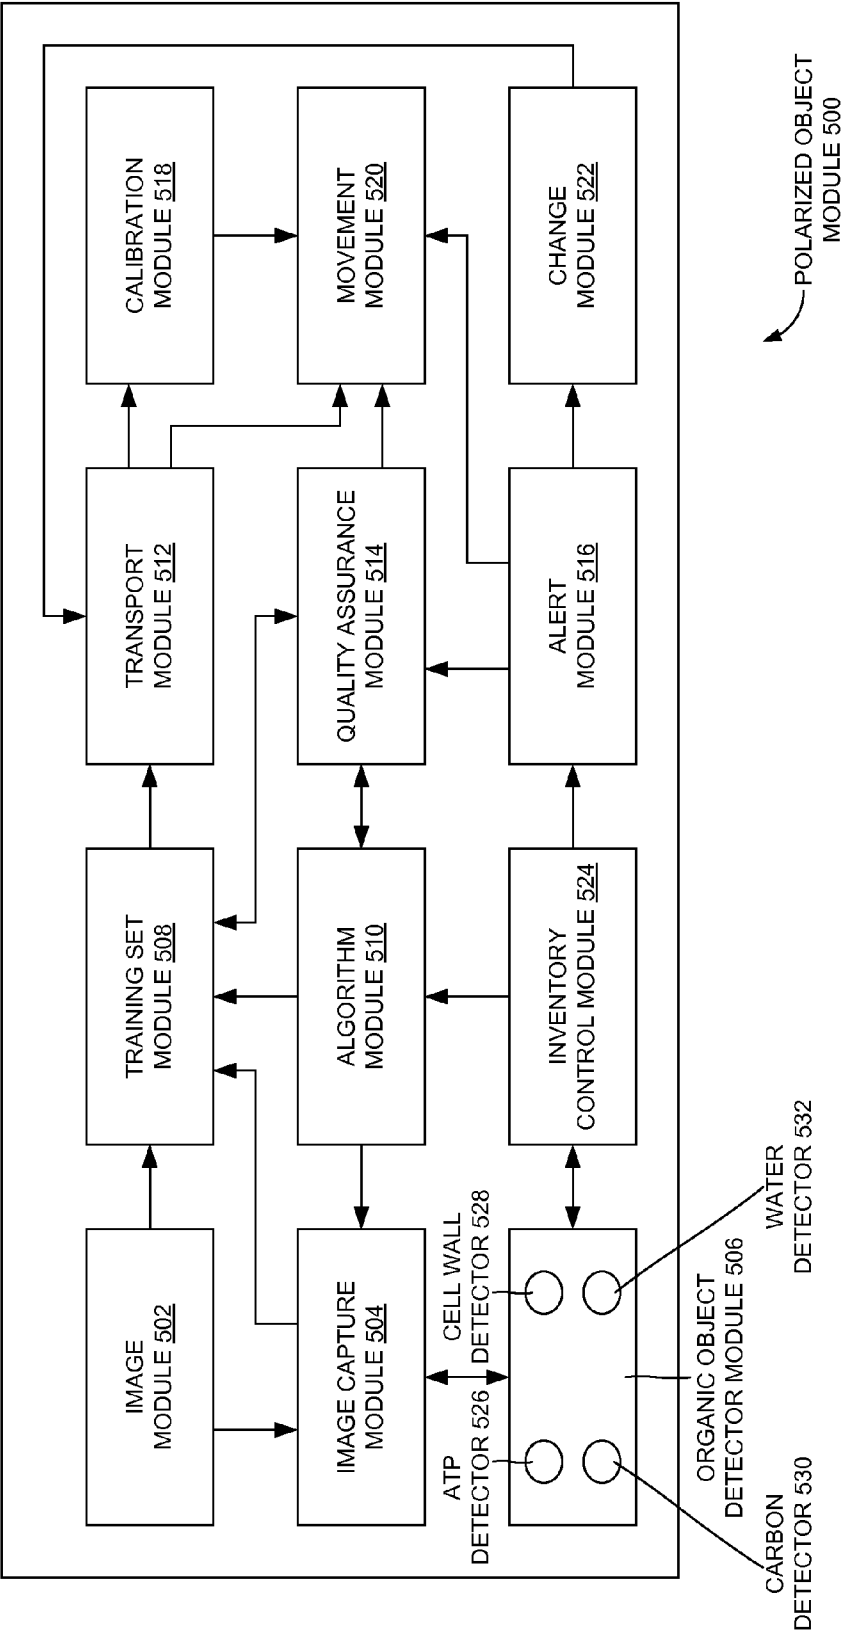 IMAGE
MODULE 502
TRAINING SET
MODULE 508
TRANSPORT
MODULE 512
CALIBRATION
MODULE 518
IMAGE CAPTURE
MODULE 504
ALGORITHM
MODULE 510
QUALITY ASSURANCE
MODULE 514
MOVEMENT
MODULE 520
ATP
DETECTOR 526
CELL WALL
DETECTOR 528
INVENTORY
CONTROL MODULE 524
ALERT
MODULE 516
CHANGE
MODULE 522
ORGANIC OBJECT
DETECTOR MODULE 506
CARBON
DETECTOR 530
WATER
DETECTOR 532
POLARIZED OBJECT
MODULE 500